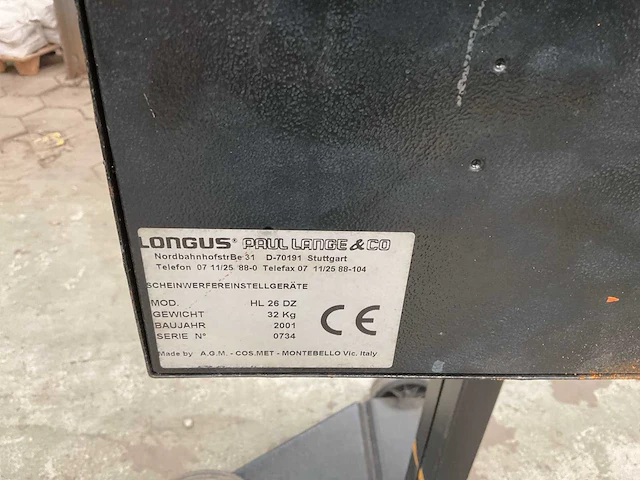 LONGUS® PAUL LANGE & CO
Nordbahnhofstrße 31 D-70191 Stuttgart
Telefon 07 11/25 88-0 Telefax 07 11/25 88-104
SCHEINWERFEREINSTELLGERÄTE
MOD. HL 26 DZ
GEWICHT 32 Kg
BAUJAHR 2001
SERIE N° 0734
CE
Made by A.G.M. - COS.MET - MONTEBELLO Vic. Italy